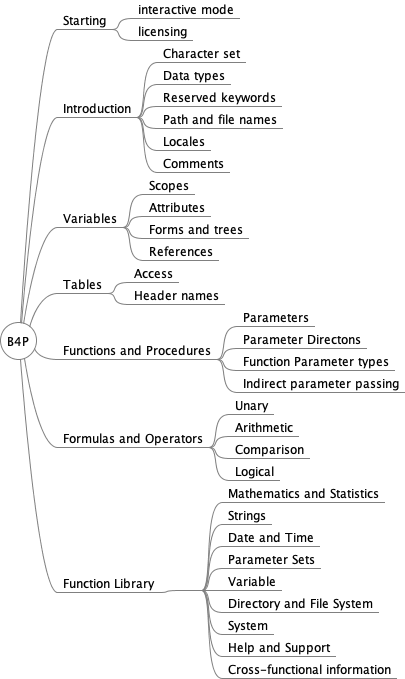 B4P
Starting
interactive mode
licensing
Introduction
Character set
Data types
Reserved keywords
Path and file names
Locales
Comments
Variables
Scopes
Attributes
Forms and trees
References
Tables
Access
Header names
Functions and Procedures
Parameters
Parameter Directons
Function Parameter types
Indirect parameter passing
Formulas and Operators
Unary
Arithmetic
Comparison
Logical
Function Library
Mathematics and Statistics
Strings
Date and Time
Parameter Sets
Variable
Directory and File System
System
Help and Support
Cross-functional information